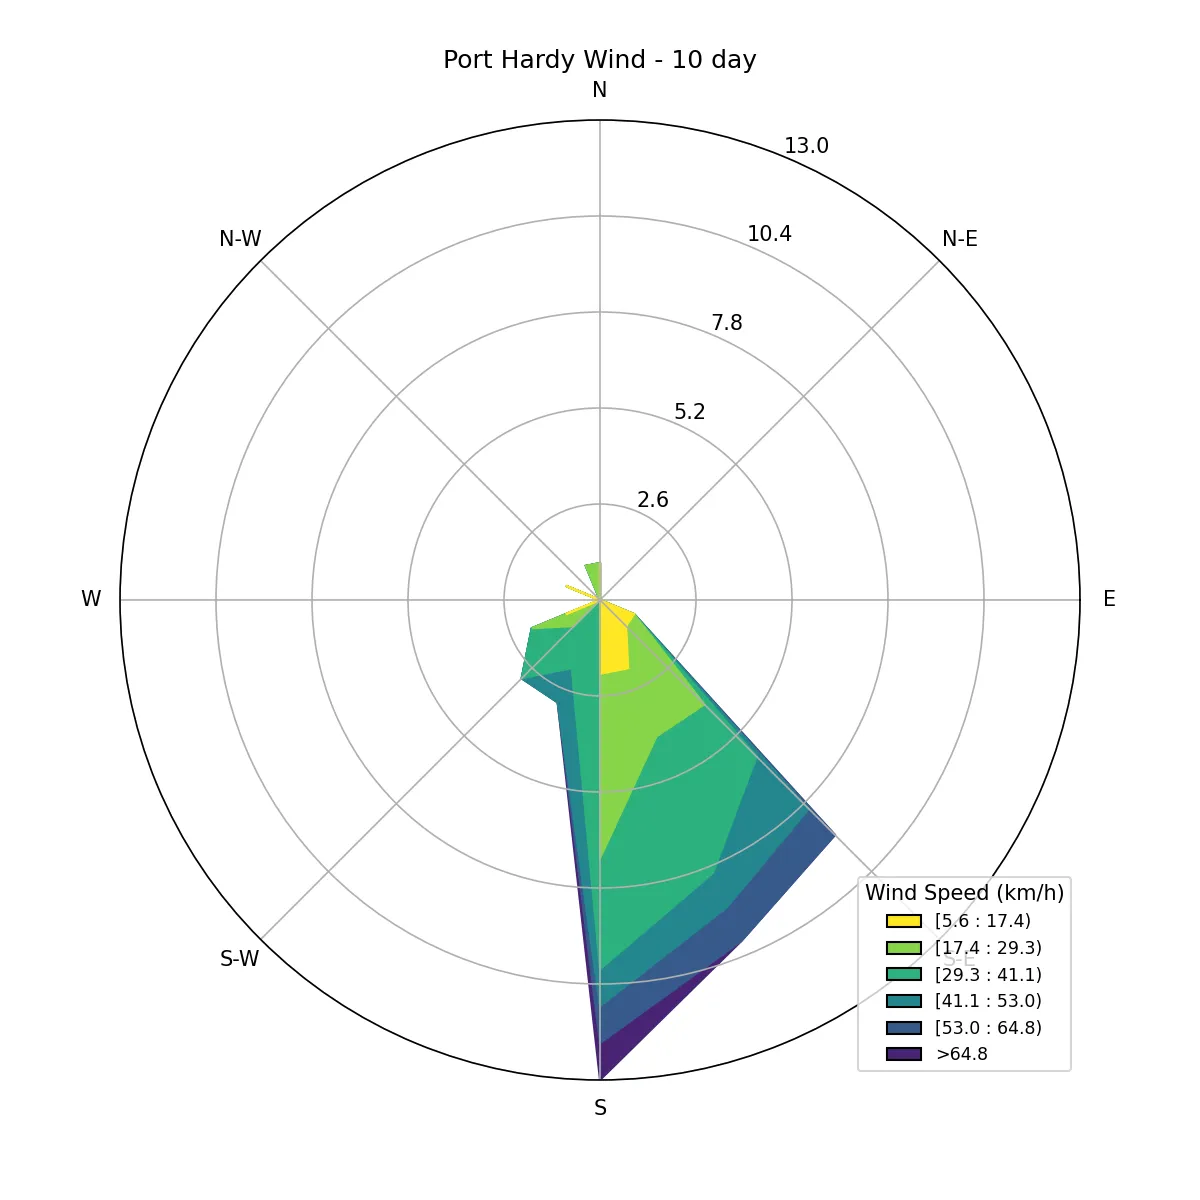 Port Hardy Wind - 10 day
N
13.0
N-W
N-E
10.4
7.8
5.2
2.6
W
E
S-W
S-E
Wind Speed (km/h)
[5.6 : 17.4)
[17.4 : 29.3)
[29.3 : 41.1)
[41.1 : 53.0)
[53.0 : 64.8)
>64.8
S